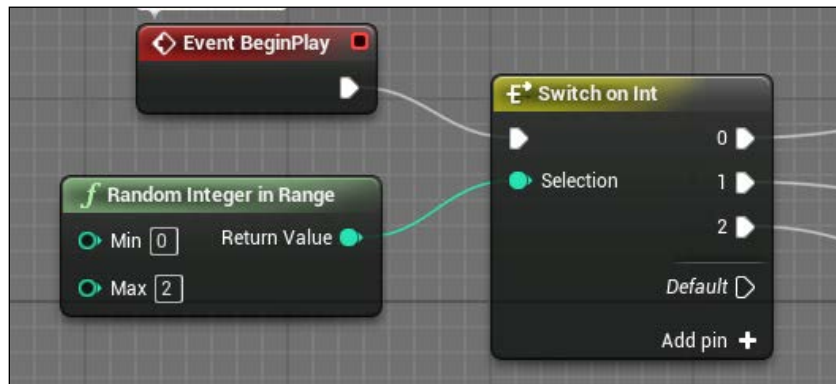 Event BeginPlay
Switch on Int
0
Selection
1
2
Default
Add pin
Random Integer in Range
Min 0
Return Value
Max 2